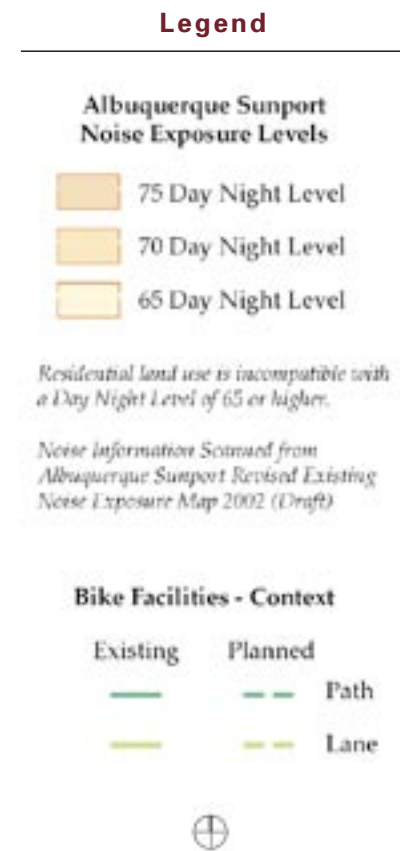 Legend
Albuquerque Sunport
Noise Exposure Levels
75 Day Night Level
70 Day Night Level
65 Day Night Level
Residential land use is incompatible with
a Day Night Level of 65 or higher.
Noise Information Scanned from
Albuquerque Sunport Revised Existing
Noise Exposure Map 2002 (Draft)
Bike Facilities - Context
Existing Planned
Path
Lane